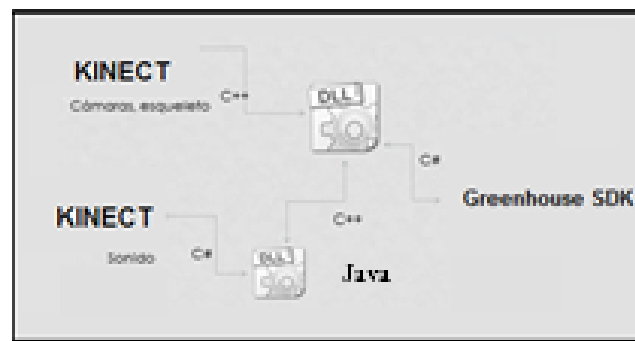 KINECT
Cámaras, esqueleto
C++
DLL
C#
Greenhouse SDK
KINECT
C++
Sonido
C#
DLL
Java